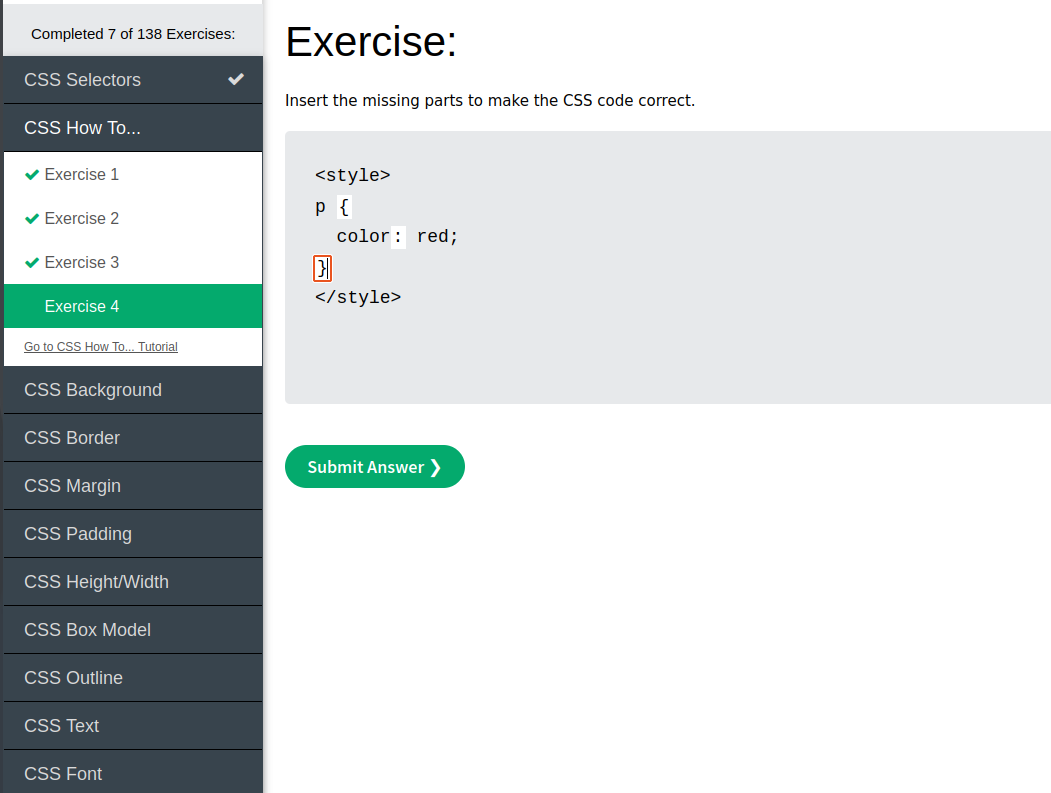 Completed 7 of 138 Exercises:
CSS Selectors
CSS How To...
Exercise 1
Exercise 2
Exercise 3
Exercise 4
Go to CSS How To... Tutorial
CSS Background
CSS Border
CSS Margin
CSS Padding
CSS Height/Width
CSS Box Model
CSS Outline
CSS Text
CSS Font
Exercise:
Insert the missing parts to make the CSS code correct.
<style>
p {
  color: red;
}
</style>
Submit Answer ❯